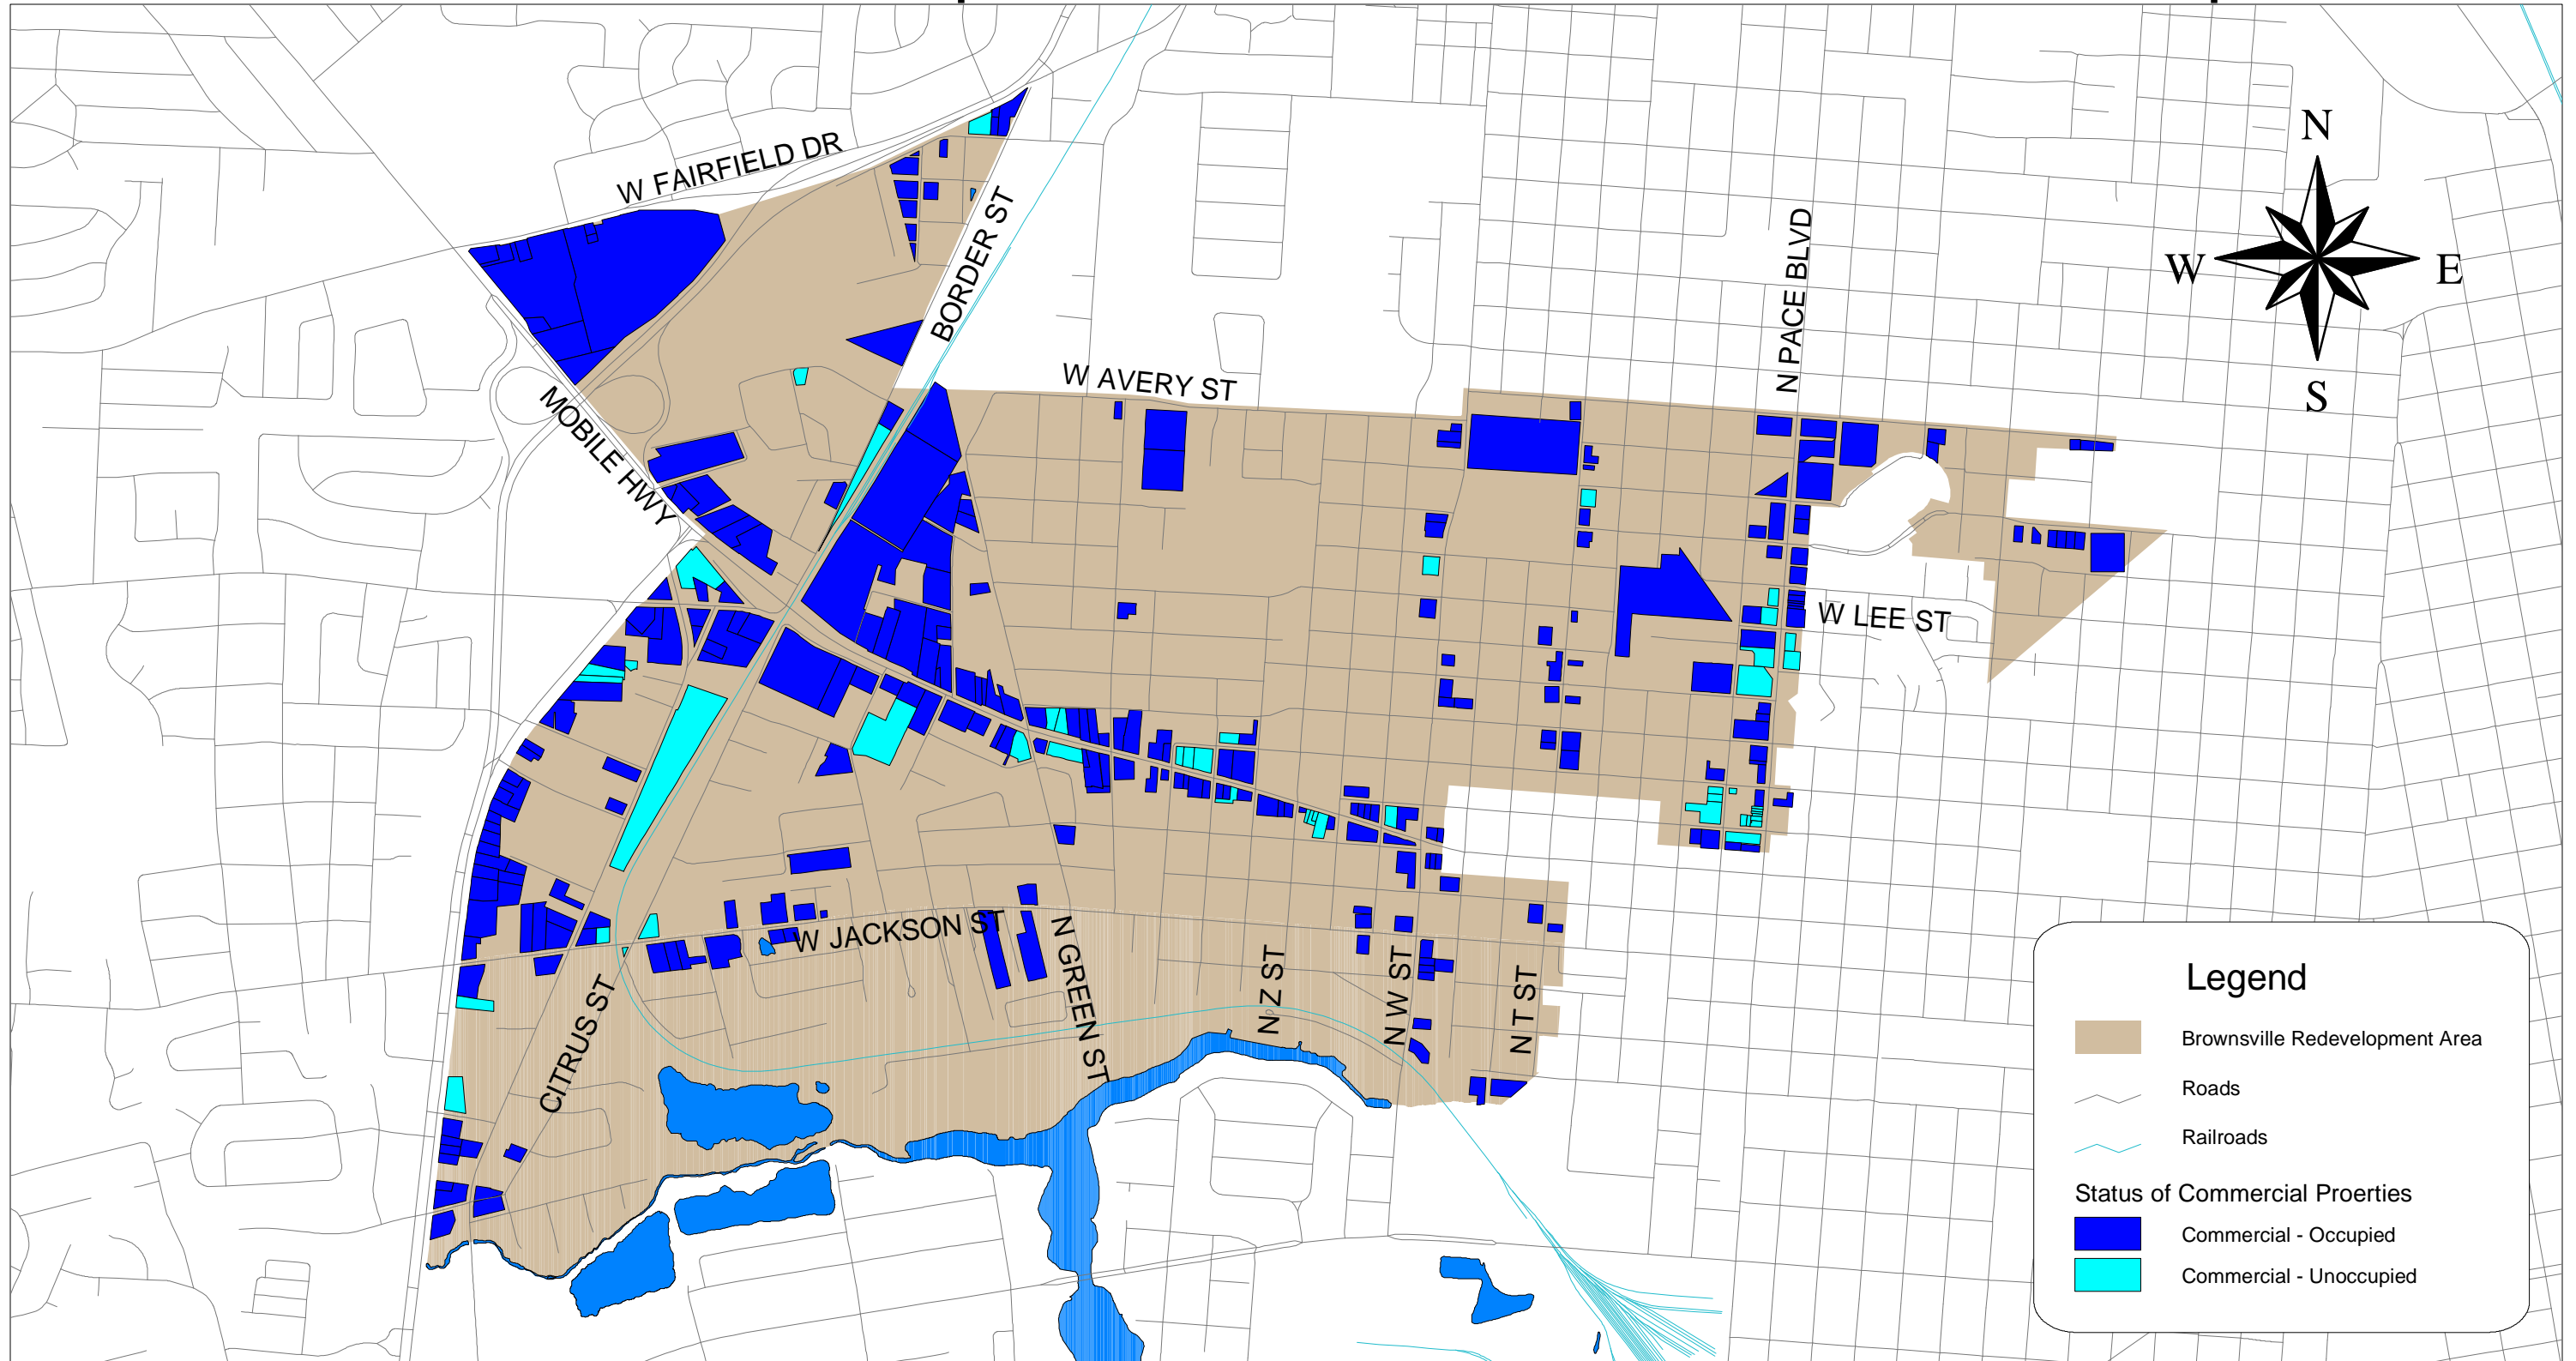 W FAIRFIELD DR
BORDER ST
N PACE BLVD
N
W
E
S
W AVERY ST
MOBILE HWY
W LEE ST
W JACKSON ST
N GREEN ST
CITRUS ST
N Z ST
N W ST
N T ST
Legend
Brownsville Redevelopment Area
Roads
Railroads
Status of Commercial Proerties
Commercial - Occupied
Commercial - Unoccupied